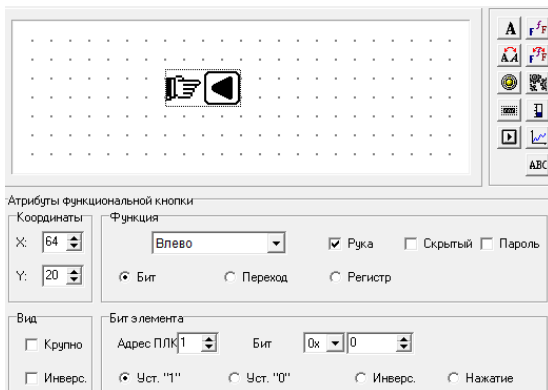 A
ABC
Атрибуты функциональной кнопки
Координаты
Функция
X: 64
Влево
Рука
Скрытый
Пароль
Y: 20
Бит
Переход
Регистр
Вид
Бит элемента
Крупно
Адрес ПЛК 1
Бит
0x
0
Инверс.
Уст. "1"
Уст. "0"
Инверс.
Нажатие